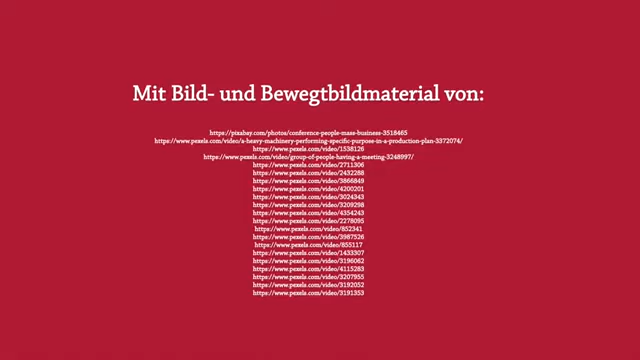 Mit Bild- und Bewegtbildmaterial von:
https://pixabay.com/photos/conference-people-mass-business-3518465
https://www.pexels.com/video/a-heavy-machinery-performing-specific-purpose-in-a-production-plan-3372074/
https://www.pexels.com/video/1538126
https://www.pexels.com/video/group-of-people-having-a-meeting-3248997/
https://www.pexels.com/video/2711306
https://www.pexels.com/video/2432288
https://www.pexels.com/video/3866849
https://www.pexels.com/video/4200201
https://www.pexels.com/video/3024343
https://www.pexels.com/video/3209298
https://www.pexels.com/video/4354243
https://www.pexels.com/video/2278095
https://www.pexels.com/video/852341
https://www.pexels.com/video/3987526
https://www.pexels.com/video/855117
https://www.pexels.com/video/1433307
https://www.pexels.com/video/3196062
https://www.pexels.com/video/4115283
https://www.pexels.com/video/3207955
https://www.pexels.com/video/3192052
https://www.pexels.com/video/3191353